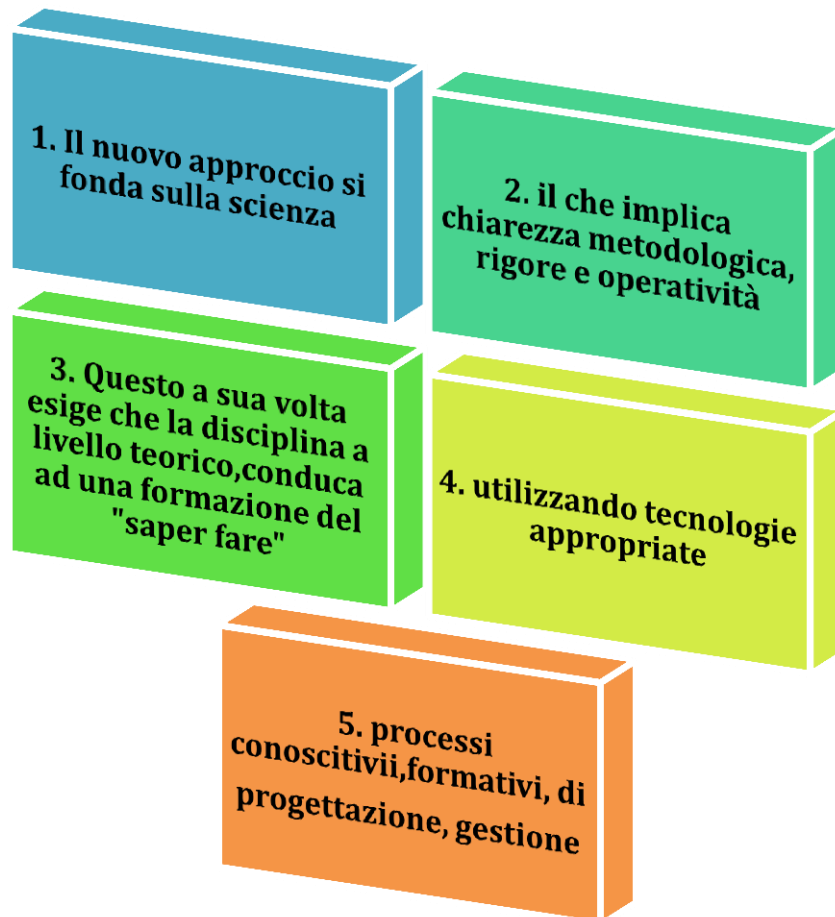 1. Il nuovo approccio si
fonda sulla scienza
2. il che implica
chiarezza metodologica,
rigore e operatività
3. Questo a sua volta
esige che la disciplina a
livello teorico,conduca
ad una formazione del
"saper fare"
4. utilizzando tecnologie
appropriate
5. processi
conoscitivii,formativi, di
progettazione, gestione